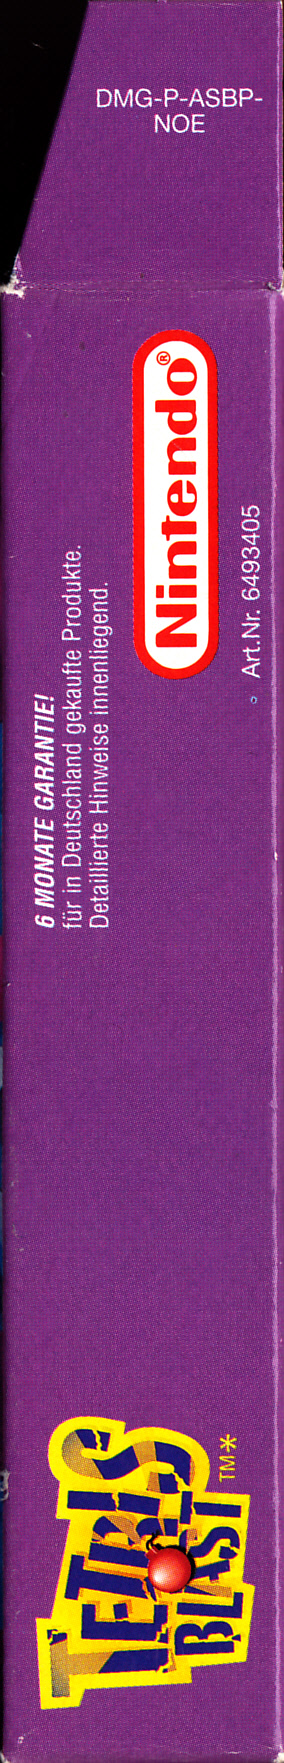 DMG-P-ASBP-
NOE
Nintendo®
Art.Nr. 6493405
6 MONATE GARANTIE!
für in Deutschland gekaufte Produkte.
Detaillierte Hinweise innenliegend.
TETRIS
BLAST
TM*